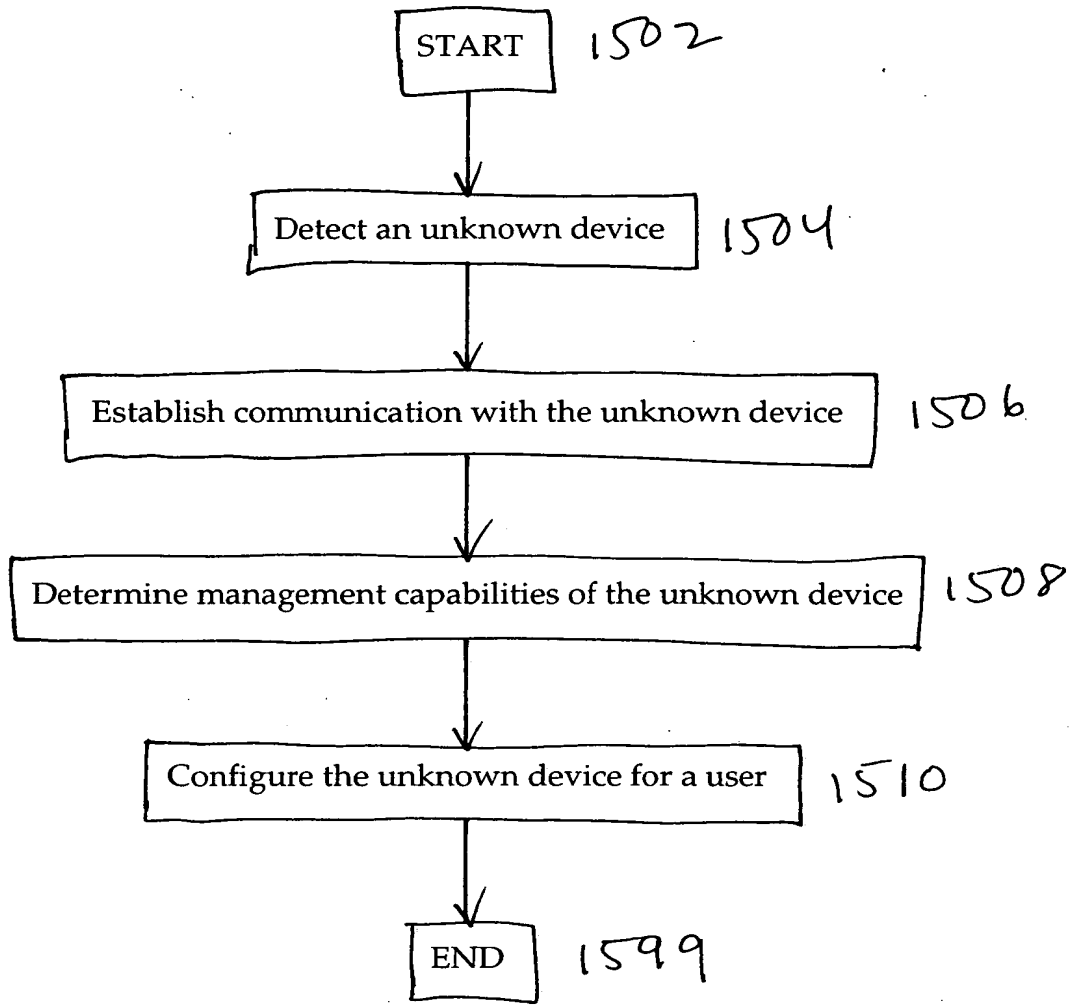 START 1502
Detect an unknown device 1504
Establish communication with the unknown device 1506
Determine management capabilities of the unknown device 1508
Configure the unknown device for a user 1510
END 1599